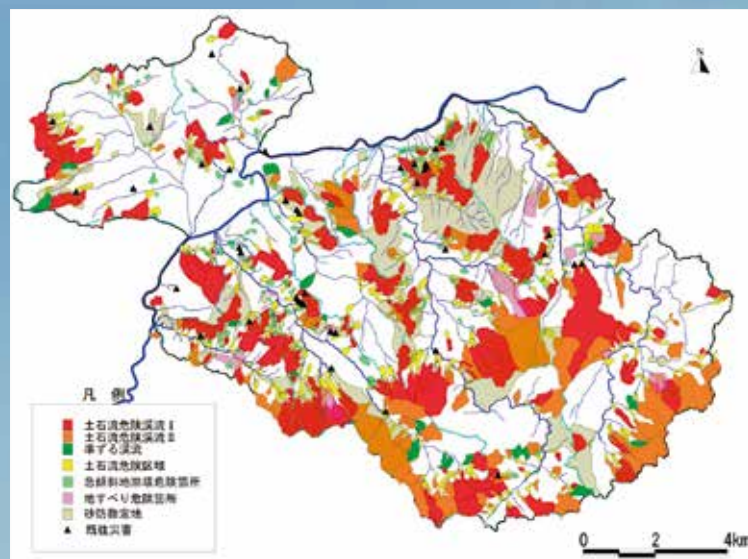 N
凡 例
土石流危険渓流Ⅰ
土石流危険渓流Ⅱ
準ずる渓流
土石流危険区域
急傾斜地崩壊危険箇所
地すべり危険箇所
砂防指定地
既往災害
0 2 4km